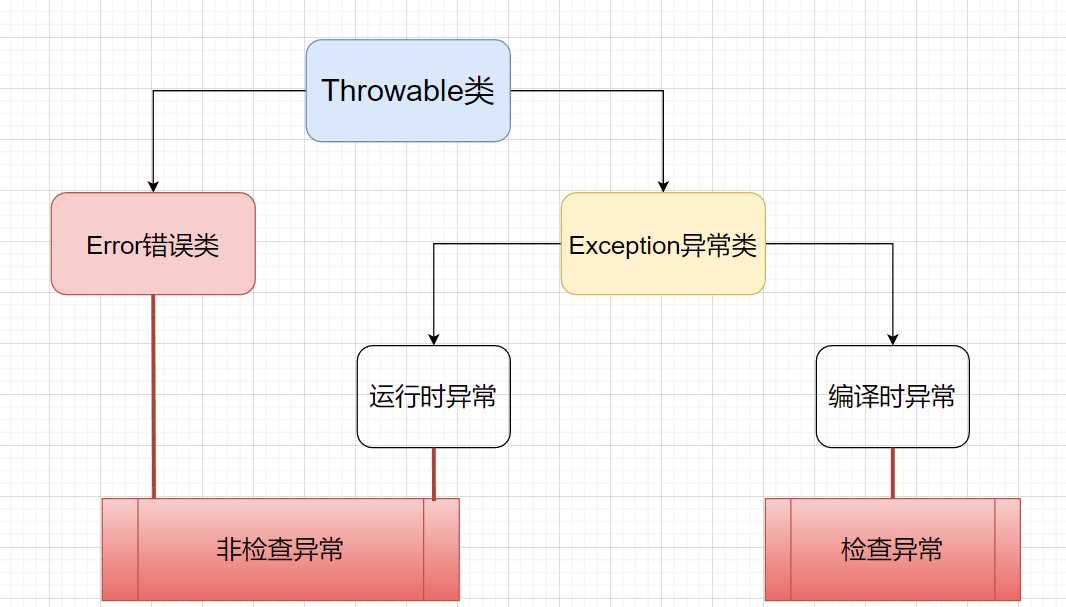 Throwable类
Error错误类
Exception异常类
运行时异常
编译时异常
非检查异常
检查异常